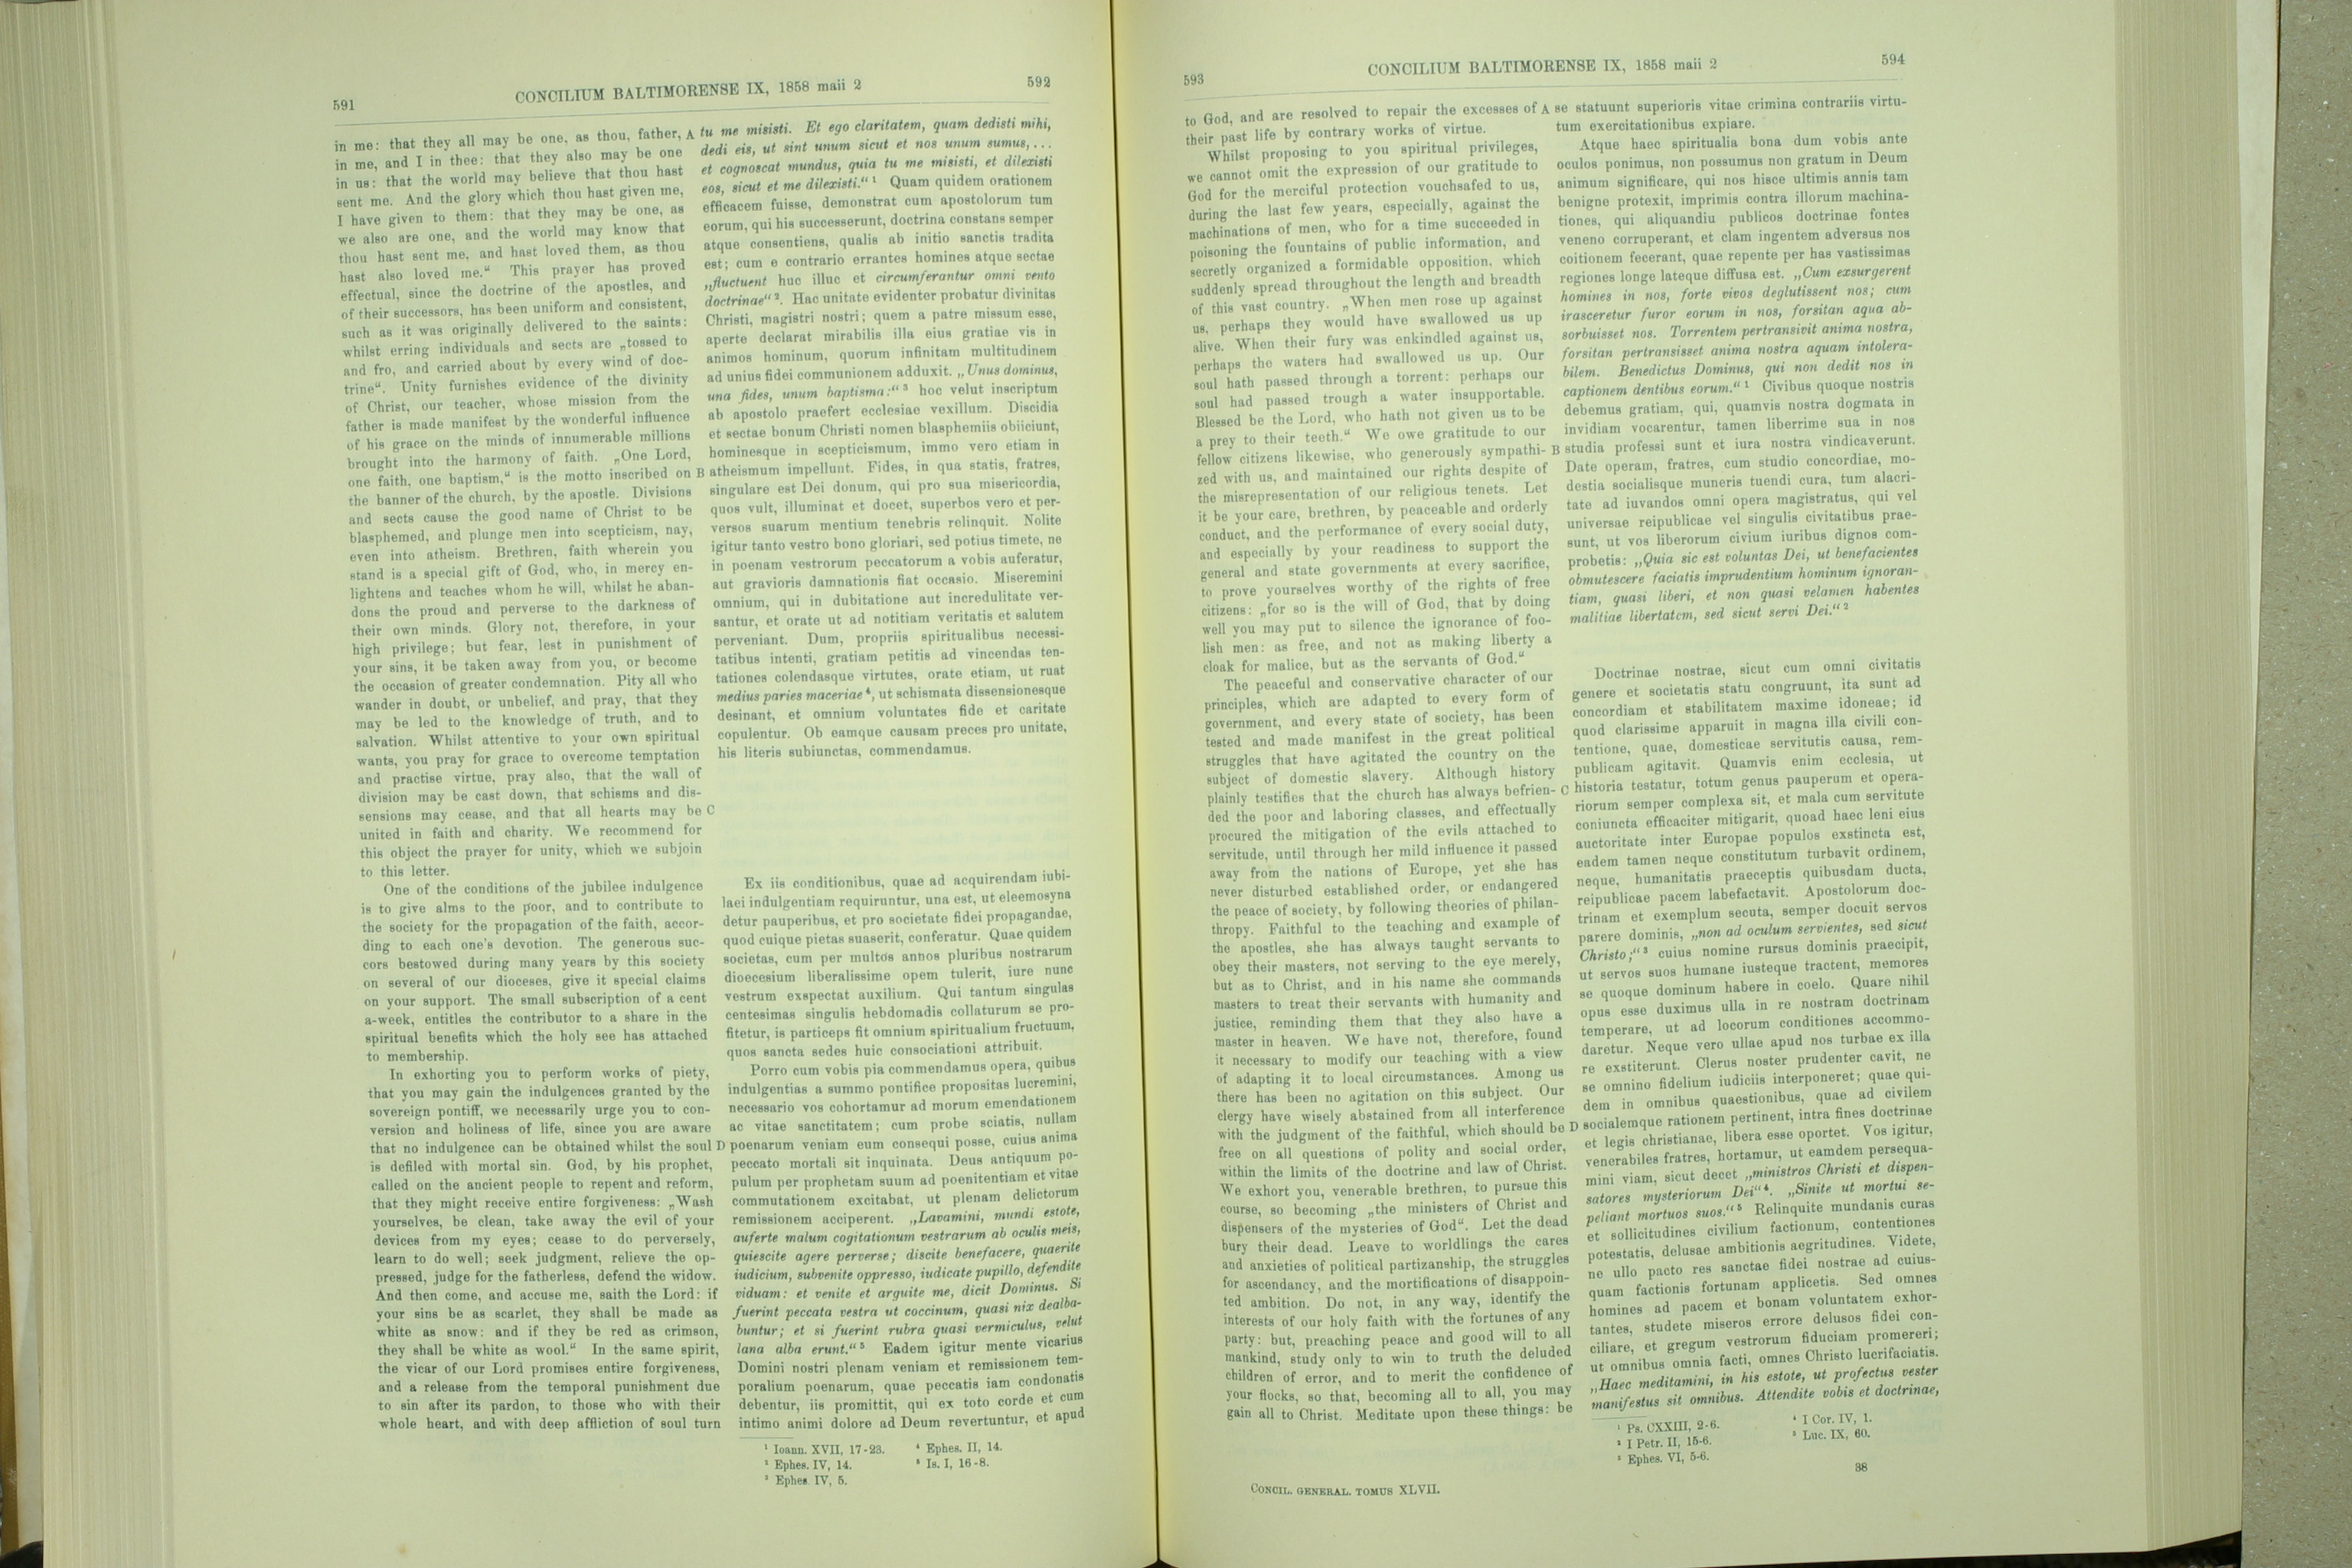 591
CONCILIUM BALTIMORENSE IX, 1858 maii 2
592
in me: that they all may be one, as thou, father,
in me, and I in thee: that they also may be one
in us: that the world may believe that thou hast
sent me. And the glory which thou hast given me,
I have given to them: that they may be one, as
we also are one, and the world may know that
thou hast sent me, and hast loved them, as thou
hast also loved me.“ This prayer has proved
effectual, since the doctrine of the apostles, and
of their successors, has been uniform and consistent,
such as it was originally delivered to the saints:
whilst erring individuals and sects are „tossed to
and fro, and carried about by every wind of doc-
trine“. Unity furnishes evidence of the divinity
of Christ, our teacher, whose mission from the
father is made manifest by the wonderful influence
of his grace on the minds of innumerable millions
brought into the harmony of faith. „One Lord,
one faith, one baptism,“ is the motto inscribed on
the banner of the church, by the apostle. Divisions
and sects cause the good name of Christ to be
blasphemed, and plunge men into scepticism, nay,
even into atheism. Brethren, faith wherein you
stand is a special gift of God, who, in mercy en-
lightens and teaches whom he will, whilst he aban-
dons the proud and perverse to the darkness of
their own minds. Glory not, therefore, in your
high privilege; but fear, lest in punishment of
your sins, it be taken away from you, or become
the occasion of greater condemnation. Pity all who
wander in doubt, or unbelief, and pray, that they
may be led to the knowledge of truth, and to
salvation. Whilst attentive to your own spiritual
wants, you pray for grace to overcome temptation
and practise virtue, pray also, that the wall of
division may be cast down, that schisms and dis-
sensions may cease, and that all hearts may be
united in faith and charity. We recommend for
this object the prayer for unity, which we subjoin
to this letter.
One of the conditions of the jubilee indulgence
is to give alms to the poor, and to contribute to
the society for the propagation of the faith, accor-
ding to each one's devotion. The generous suc-
cors bestowed during many years by this society
on several of our dioceses, give it special claims
on your support. The small subscription of a cent
a-week, entitles the contributor to a share in the
spiritual benefits which the holy see has attached
to membership.
In exhorting you to perform works of piety,
that you may gain the indulgences granted by the
sovereign pontiff, we necessarily urge you to con-
version and holiness of life, since you are aware
that no indulgence can be obtained whilst the soul
is defiled with mortal sin. God, by his prophet,
called on the ancient people to repent and reform,
that they might receive entire forgiveness: „Wash
yourselves, be clean, take away the evil of your
devices from my eyes; cease to do perversely,
learn to do well; seek judgment, relieve the op-
pressed, judge for the fatherless, defend the widow.
And then come, and accuse me, saith the Lord: if
your sins be as scarlet, they shall be made as
white as snow: and if they be red as crimson,
they shall be white as wool.“ In the same spirit,
the vicar of our Lord promises entire forgiveness,
and a release from the temporal punishment due
to sin after its pardon, to those who with their
whole heart, and with deep affliction of soul turn
A
B
C
D
tu me misisti. Et ego claritatem, quam dedisti mihi,
dedi eis, ut sint unum sicut et nos unum sumus,...
et cognoscat mundus, quia tu me misisti, et dilexisti
eos, sicut et me dilexisti.“ 1 Quam quidem orationem
efficacem fuisse, demonstrat cum apostolorum tum
eorum, qui his successerunt, doctrina constans semper
atque consentiens, qualis ab initio sanctis tradita
est; cum e contrario errantes homines atque sectae
„fluctuent huc illuc et circumferantur omni vento
doctrinae“ 2. Hac unitate evidenter probatur divinitas
Christi, magistri nostri; quem a patre missum esse,
aperte declarat mirabilis illa eius gratiae vis in
animos hominum, quorum infinitam multitudinem
ad unius fidei communionem adduxit. „Unus dominus,
una fides, unum baptisma:“ 3 hoc velut inscriptum
ab apostolo praefert ecclesiae vexillum. Discidia
et sectae bonum Christi nomen blasphemiis obiiciunt,
hominesque in scepticismum, immo vero etiam in
atheismum impellunt. Fides, in qua statis, fratres,
singulare est Dei donum, qui pro sua misericordia,
quos vult, illuminat et docet, superbos vero et per-
versos suarum mentium tenebris relinquit. Nolite
igitur tanto vestro bono gloriari, sed potius timete, ne
in poenam vestrorum peccatorum a vobis auferatur,
aut gravioris damnationis fiat occasio. Miseremini
omnium, qui in dubitatione aut incredulitate ver-
santur, et orate ut ad notitiam veritatis et salutem
perveniant. Dum, propriis spiritualibus necessi-
tatibus intenti, gratiam petitis ad vincendas ten-
tationes colendasque virtutes, orate etiam, ut ruat
medius paries maceriae 4, ut schismata dissensionesque
desinant, et omnium voluntates fide et caritate
copulentur. Ob eamque causam preces pro unitate,
his literis subiunctas, commendamus.
Ex iis conditionibus, quae ad acquirendam iubi-
laei indulgentiam requiruntur, una est, ut eleemosyna
detur pauperibus, et pro societate fidei propagandae,
quod cuique pietas suaserit, conferatur. Quae quidem
societas, cum per multos annos pluribus nostrarum
dioecesium liberalissime opem tulerit, iure nunc
vestrum exspectat auxilium. Qui tantum singulas
centesimas singulis hebdomadis collaturum se pro-
fitetur, is particeps fit omnium spiritualium fructuum,
quos sancta sedes huic consociationi attribuit.
Porro cum vobis pia commendamus opera, quibus
indulgentias a summo pontifice propositas lucremini,
necessario vos cohortamur ad morum emendationem
ac vitae sanctitatem; cum probe sciatis, nullam
poenarum veniam eum consequi posse, cuius anima
peccato mortali sit inquinata. Deus antiquum po-
pulum per prophetam suum ad poenitentiam et vitae
commutationem excitabat, ut plenam delictorum
remissionem acciperent. „Lavamini, mundi estote,
auferte malum cogitationum vestrarum ab oculis meis,
quiescite agere perverse; discite benefacere, quaerite
iudicium, subvenite oppresso, iudicate pupillo, defendite
viduam: et venite et arguite me, dicit Dominus. Si
fuerint peccata vestra ut coccinum, quasi nix dealba-
buntur; et si fuerint rubra quasi vermiculus, velut
lana alba erunt.“ 5 Eadem igitur mente vicarius
Domini nostri plenam veniam et remissionem tem-
poralium poenarum, quae peccatis iam condonatis
debentur, iis promittit, qui ex toto corde et cum
intimo animi dolore ad Deum revertuntur, et apud
1 Ioann. XVII, 17-23.
2 Ephes. IV, 14.
3 Ephes. IV, 5.
4 Ephes. II, 14.
5 Is. I, 16-8.
593
CONCILIUM BALTIMORENSE IX, 1858 maii 2
594
to God, and are resolved to repair the excesses of
their past life by contrary works of virtue.
Whilst proposing to you spiritual privileges,
we cannot omit the expression of our gratitude to
God for the merciful protection vouchsafed to us,
during the last few years, especially, against the
machinations of men, who for a time succeeded in
poisoning the fountains of public information, and
secretly organized a formidable opposition, which
suddenly spread throughout the length and breadth
of this vast country. „When men rose up against
us, perhaps they would have swallowed us up
alive. When their fury was enkindled against us,
perhaps the waters had swallowed us up. Our
soul hath passed through a torrent: perhaps our
soul had passed trough a water insupportable.
Blessed be the Lord, who hath not given us to be
a prey to their teeth.“ We owe gratitude to our
fellow citizens likewise, who generously sympathi-
zed with us, and maintained our rights despite of
the misrepresentation of our religious tenets. Let
it be your care, brethren, by peaceable and orderly
conduct, and the performance of every social duty,
and especially by your readiness to support the
general and state governments at every sacrifice,
to prove yourselves worthy of the rights of free
citizens: „for so is the will of God, that by doing
well you may put to silence the ignorance of foo-
lish men: as free, and not as making liberty a
cloak for malice, but as the servants of God.“
The peaceful and conservative character of our
principles, which are adapted to every form of
government, and every state of society, has been
tested and made manifest in the great political
struggles that have agitated the country on the
subject of domestic slavery. Although history
plainly testifies that the church has always befrien-
ded the poor and laboring classes, and effectually
procured the mitigation of the evils attached to
servitude, until through her mild influence it passed
away from the nations of Europe, yet she has
never disturbed established order, or endangered
the peace of society, by following theories of philan-
thropy. Faithful to the teaching and example of
the apostles, she has always taught servants to
obey their masters, not serving to the eye merely,
but as to Christ, and in his name she commands
masters to treat their servants with humanity and
justice, reminding them that they also have a
master in heaven. We have not, therefore, found
it necessary to modify our teaching with a view
of adapting it to local circumstances. Among us
there has been no agitation on this subject. Our
clergy have wisely abstained from all interference
with the judgment of the faithful, which should be
free on all questions of polity and social order,
within the limits of the doctrine and law of Christ.
We exhort you, venerable brethren, to pursue this
course, so becoming „the ministers of Christ and
dispensers of the mysteries of God“. Let the dead
bury their dead. Leave to worldlings the cares
and anxieties of political partizanship, the struggles
for ascendancy, and the mortifications of disappoin-
ted ambition. Do not, in any way, identify the
interests of our holy faith with the fortunes of any
party: but, preaching peace and good will to all
mankind, study only to win to truth the deluded
children of error, and to merit the confidence of
your flocks, so that, becoming all to all, you may
gain all to Christ. Meditate upon these things: be
A
B
C
D
se statuunt superioris vitae crimina contrariis virtu-
tum exercitationibus expiare.
Atque haec spiritualia bona dum vobis ante
oculos ponimus, non possumus non gratum in Deum
animum significare, qui nos hisce ultimis annis tam
benigne protexit, imprimis contra illorum machina-
tiones, qui aliquandiu publicos doctrinae fontes
veneno corruperant, et clam ingentem adversus nos
coitionem fecerant, quae repente per has vastissimas
regiones longe lateque diffusa est. „Cum exsurgerent
homines in nos, forte vivos deglutissent nos; cum
irasceretur furor eorum in nos, forsitan aqua ab-
sorbuisset nos. Torrentem pertransivit anima nostra,
forsitan pertransisset anima nostra aquam intolera-
bilem. Benedictus Dominus, qui non dedit nos in
captionem dentibus eorum.“ 1 Civibus quoque nostris
debemus gratiam, qui, quamvis nostra dogmata in
invidiam vocarentur, tamen liberrime sua in nos
studia professi sunt et iura nostra vindicaverunt.
Date operam, fratres, cum studio concordiae, mo-
destia socialisque muneris tuendi cura, tum alacri-
tate ad iuvandos omni opera magistratus, qui vel
universae reipublicae vel singulis civitatibus prae-
sunt, ut vos liberorum civium iuribus dignos com-
probetis: „Quia sic est voluntas Dei, ut benefacientes
obmutescere faciatis imprudentium hominum ignoran-
tiam, quasi liberi, et non quasi velamen habentes
malitiae libertatem, sed sicut servi Dei.“ 2
Doctrinae nostrae, sicut cum omni civitatis
genere et societatis statu congruunt, ita sunt ad
concordiam et stabilitatem maxime idoneae; id
quod clarissime apparuit in magna illa civili con-
tentione, quae, domesticae servitutis causa, rem-
publicam agitavit. Quamvis enim ecclesia, ut
historia testatur, totum genus pauperum et opera-
riorum semper complexa sit, et mala cum servitute
coniuncta efficaciter mitigarit, quoad haec leni eius
auctoritate inter Europae populos exstincta est,
eadem tamen neque constitutum turbavit ordinem,
neque, humanitatis praeceptis quibusdam ducta,
reipublicae pacem labefactavit. Apostolorum doc-
trinam et exemplum secuta, semper docuit servos
parere dominis, „non ad oculum servientes, sed sicut
Christo;“ 3 cuius nomine rursus dominis praecipit,
ut servos suos humane iusteque tractent, memores
se quoque dominum habere in coelo. Quare nihil
opus esse duximus ulla in re nostram doctrinam
temperare, ut ad locorum conditiones accommo-
daretur. Neque vero ullae apud nos turbae ex illa
re exstiterunt. Clerus noster prudenter cavit, ne
se omnino fidelium iudiciis interponeret; quae qui-
dem in omnibus quaestionibus, quae ad civilem
socialemque rationem pertinent, intra fines doctrinae
et legis christianae, libera esse oportet. Vos igitur,
venerabiles fratres, hortamur, ut eamdem persequa-
mini viam, sicut decet „ministros Christi et dispen-
satores mysteriorum Dei“ 4. „Sinite ut mortui se-
peliant mortuos suos.“ 5 Relinquite mundanis curas
et sollicitudines civilium factionum, contentiones
potestatis, delusae ambitionis aegritudines. Videte,
ne ullo pacto res sanctae fidei nostrae ad cuius-
quam factionis fortunam applicetis. Sed omnes
homines ad pacem et bonam voluntatem exhor-
tantes, studete miseros errore delusos fidei con-
ciliare, et gregum vestrorum fiduciam promereri;
ut omnibus omnia facti, omnes Christo lucrifaciatis.
„Haec meditamini, in his estote, ut profectus vester
manifestus sit omnibus. Attendite vobis et doctrinae,
1 Ps. CXXIII, 2-6.
2 I Petr. II, 15-6.
3 Ephes. VI, 5-6.
4 I Cor. IV, 1.
5 Luc. IX, 60.
CONCIL. GENERAL. TOMUS XLVII.
38